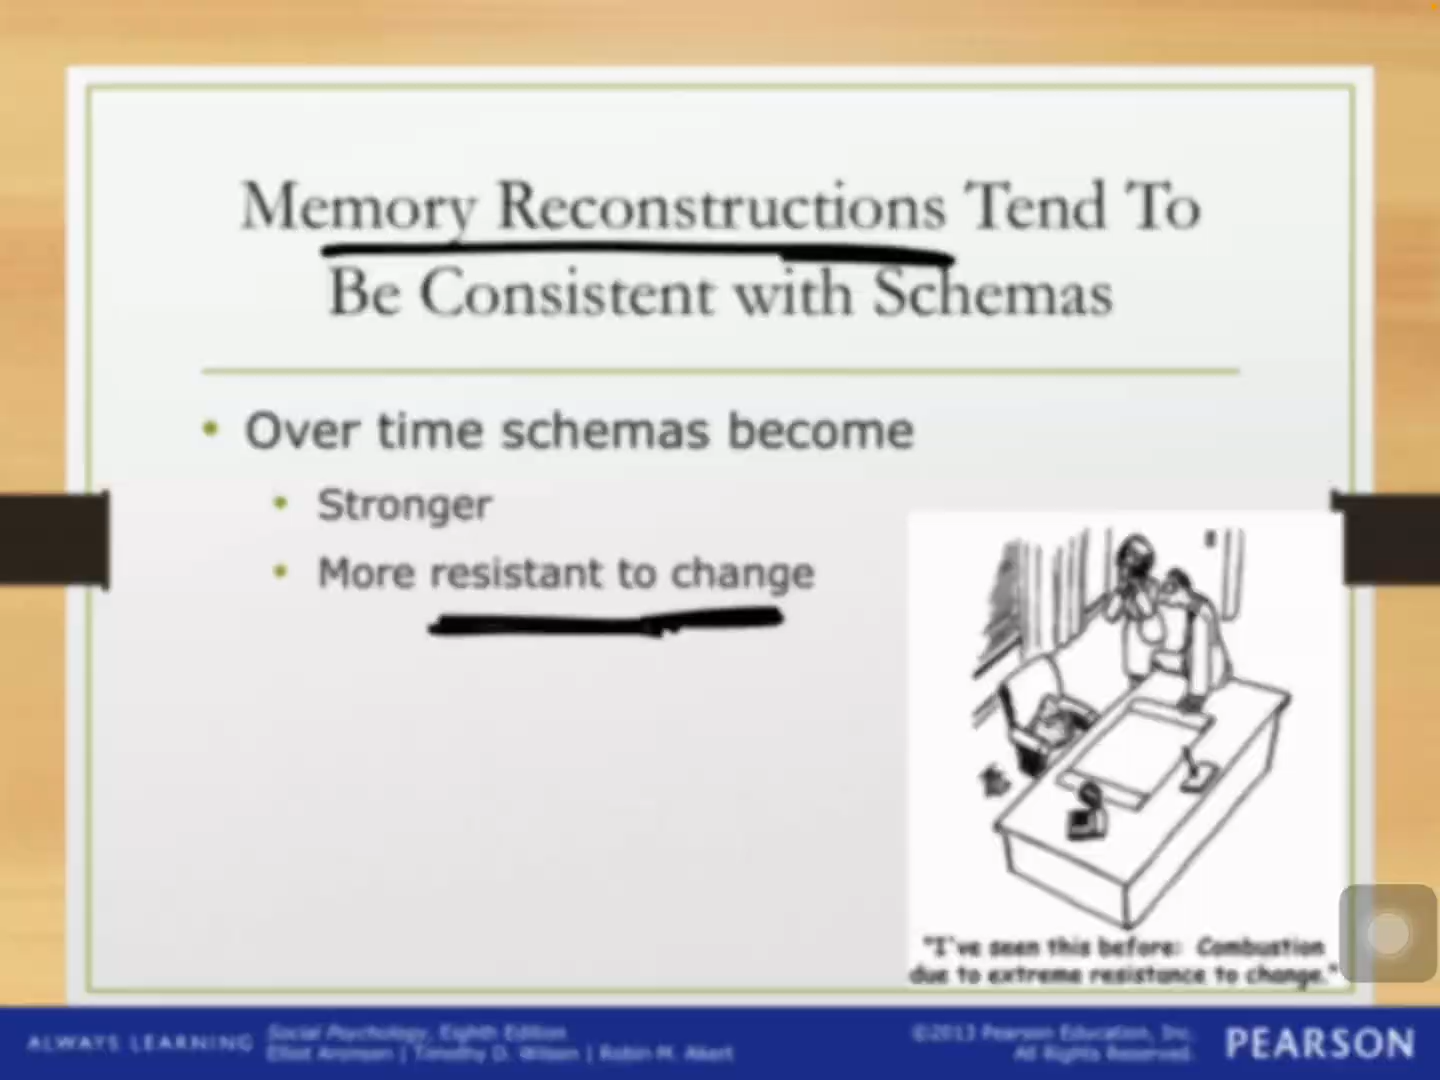 Memory Reconstructions Tend To
Be Consistent with Schemas
• Over time schemas become
• Stronger
• More resistant to change
"I've seen this before: Combustion
due to extreme resistance to change."
ALWAYS LEARNING
Social Psychology, Eighth Edition
Elliot Aronson | Timothy D. Wilson | Robin M. Akert
©2013 Pearson Education, Inc.
All Rights Reserved.
PEARSON